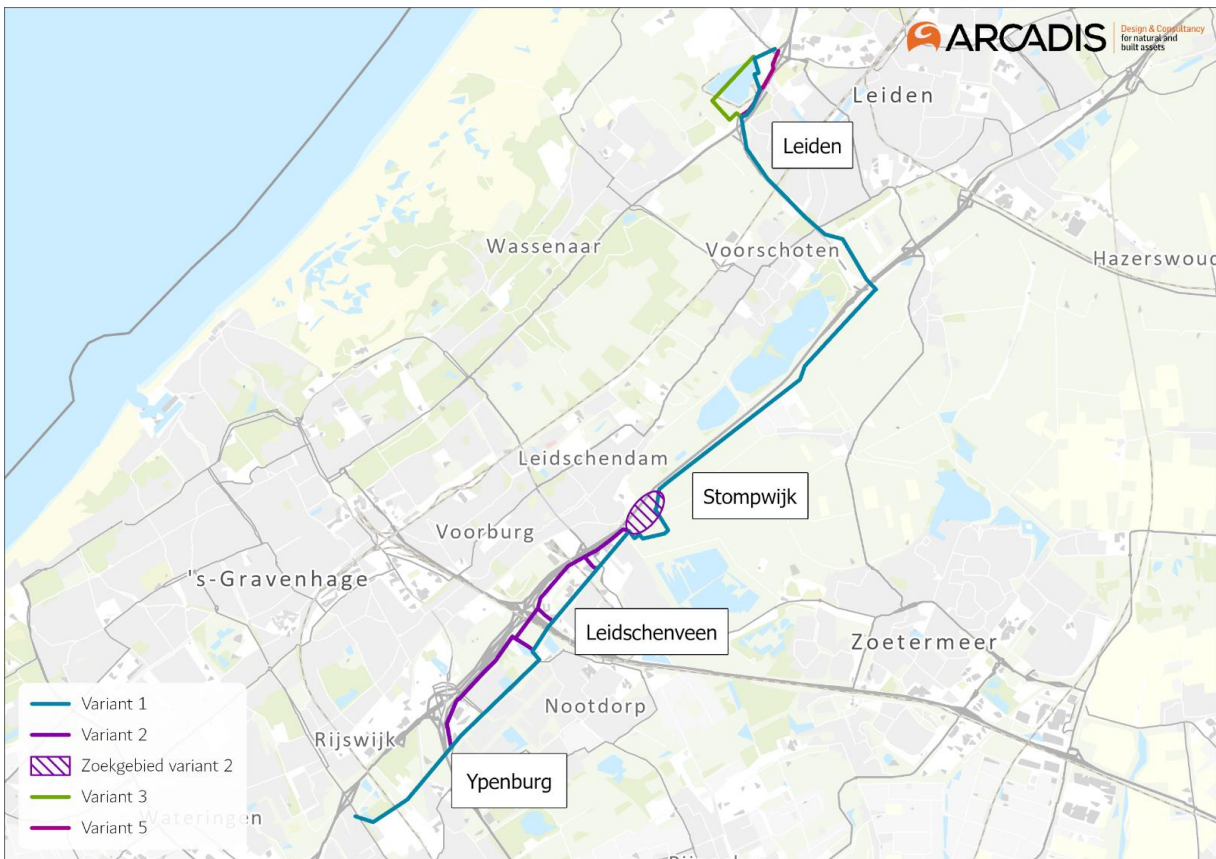 ARCADIS
Design & Consultancy
for natural and
built assets
Leiden
Leiden
Wassenaar
Voorschoten
Hazerswoud
Leidschendam
Stompwijk
Voorburg
's-Gravenhage
Leidschenveen
Zoetermeer
Nootdorp
Rijswijk
Ypenburg
Wateringen
Variant 1
Variant 2
Zoekgebied variant 2
Variant 3
Variant 5